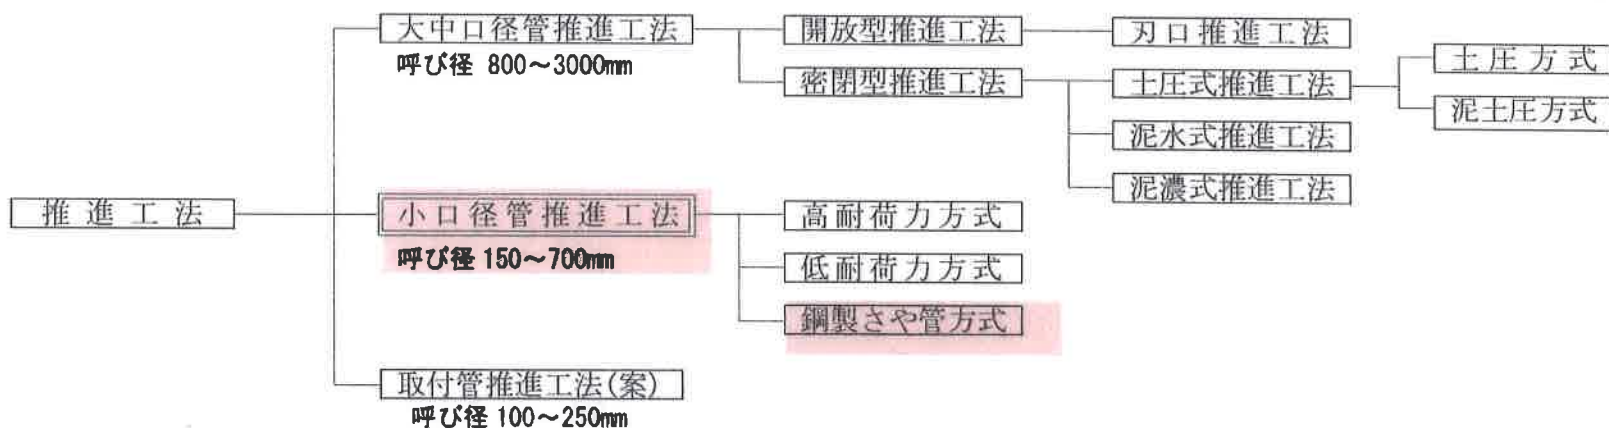 大中口径管推進工法
呼び径 800～3000mm
開放型推進工法
刃口推進工法
密閉型推進工法
土圧式推進工法
土圧方式
泥土圧方式
泥水式推進工法
泥濃式推進工法
推進工法
小口径管推進工法
呼び径 150～700mm
高耐荷力方式
低耐荷力方式
鋼製さや管方式
取付管推進工法(案)
呼び径 100～250mm